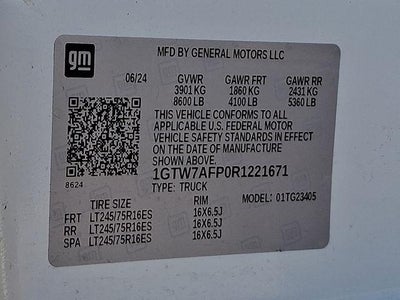 gm
MFD BY GENERAL MOTORS LLC
06/24 GVWR GAWR FRT GAWR RR
3901 KG 1860 KG 2431 KG
8600 LB 4100 LB 5360 LB
THIS VEHICLE CONFORMS TO ALL
APPLICABLE U.S. FEDERAL MOTOR
VEHICLE SAFETY STANDARDS IN EFFECT
ON THE DATE OF MANUFACTURE
SHOWN ABOVE.
8624
1GTW7AFP0R1221671
TYPE: TRUCK
TIRE SIZE RIM MODEL: 01TG23405
FRT LT245/75R16ES 16X6.5J
RR LT245/75R16ES 16X6.5J
SPA LT245/75R16ES 16X6.5J